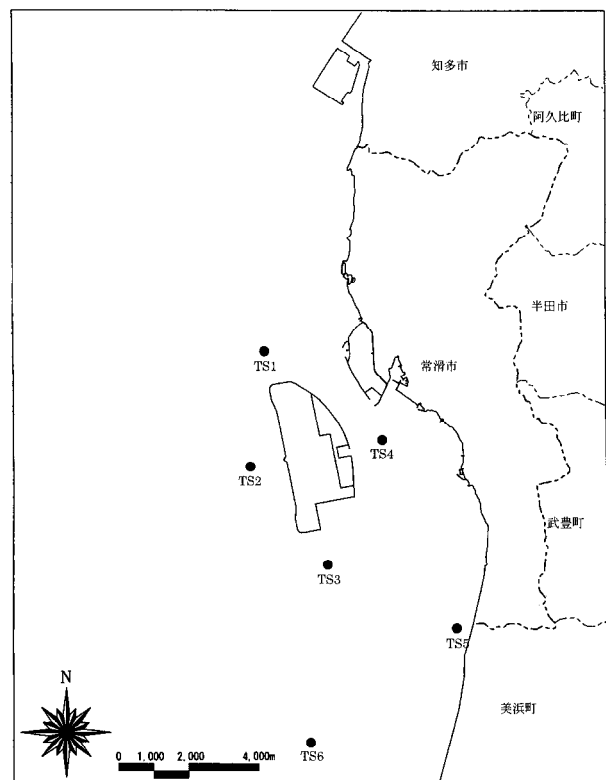 知多市
阿久比町
半田市
TS1
常滑市
TS4
TS2
武豊町
TS3
TS5
N
美浜町
0 1,000 2,000 4,000m
TS6